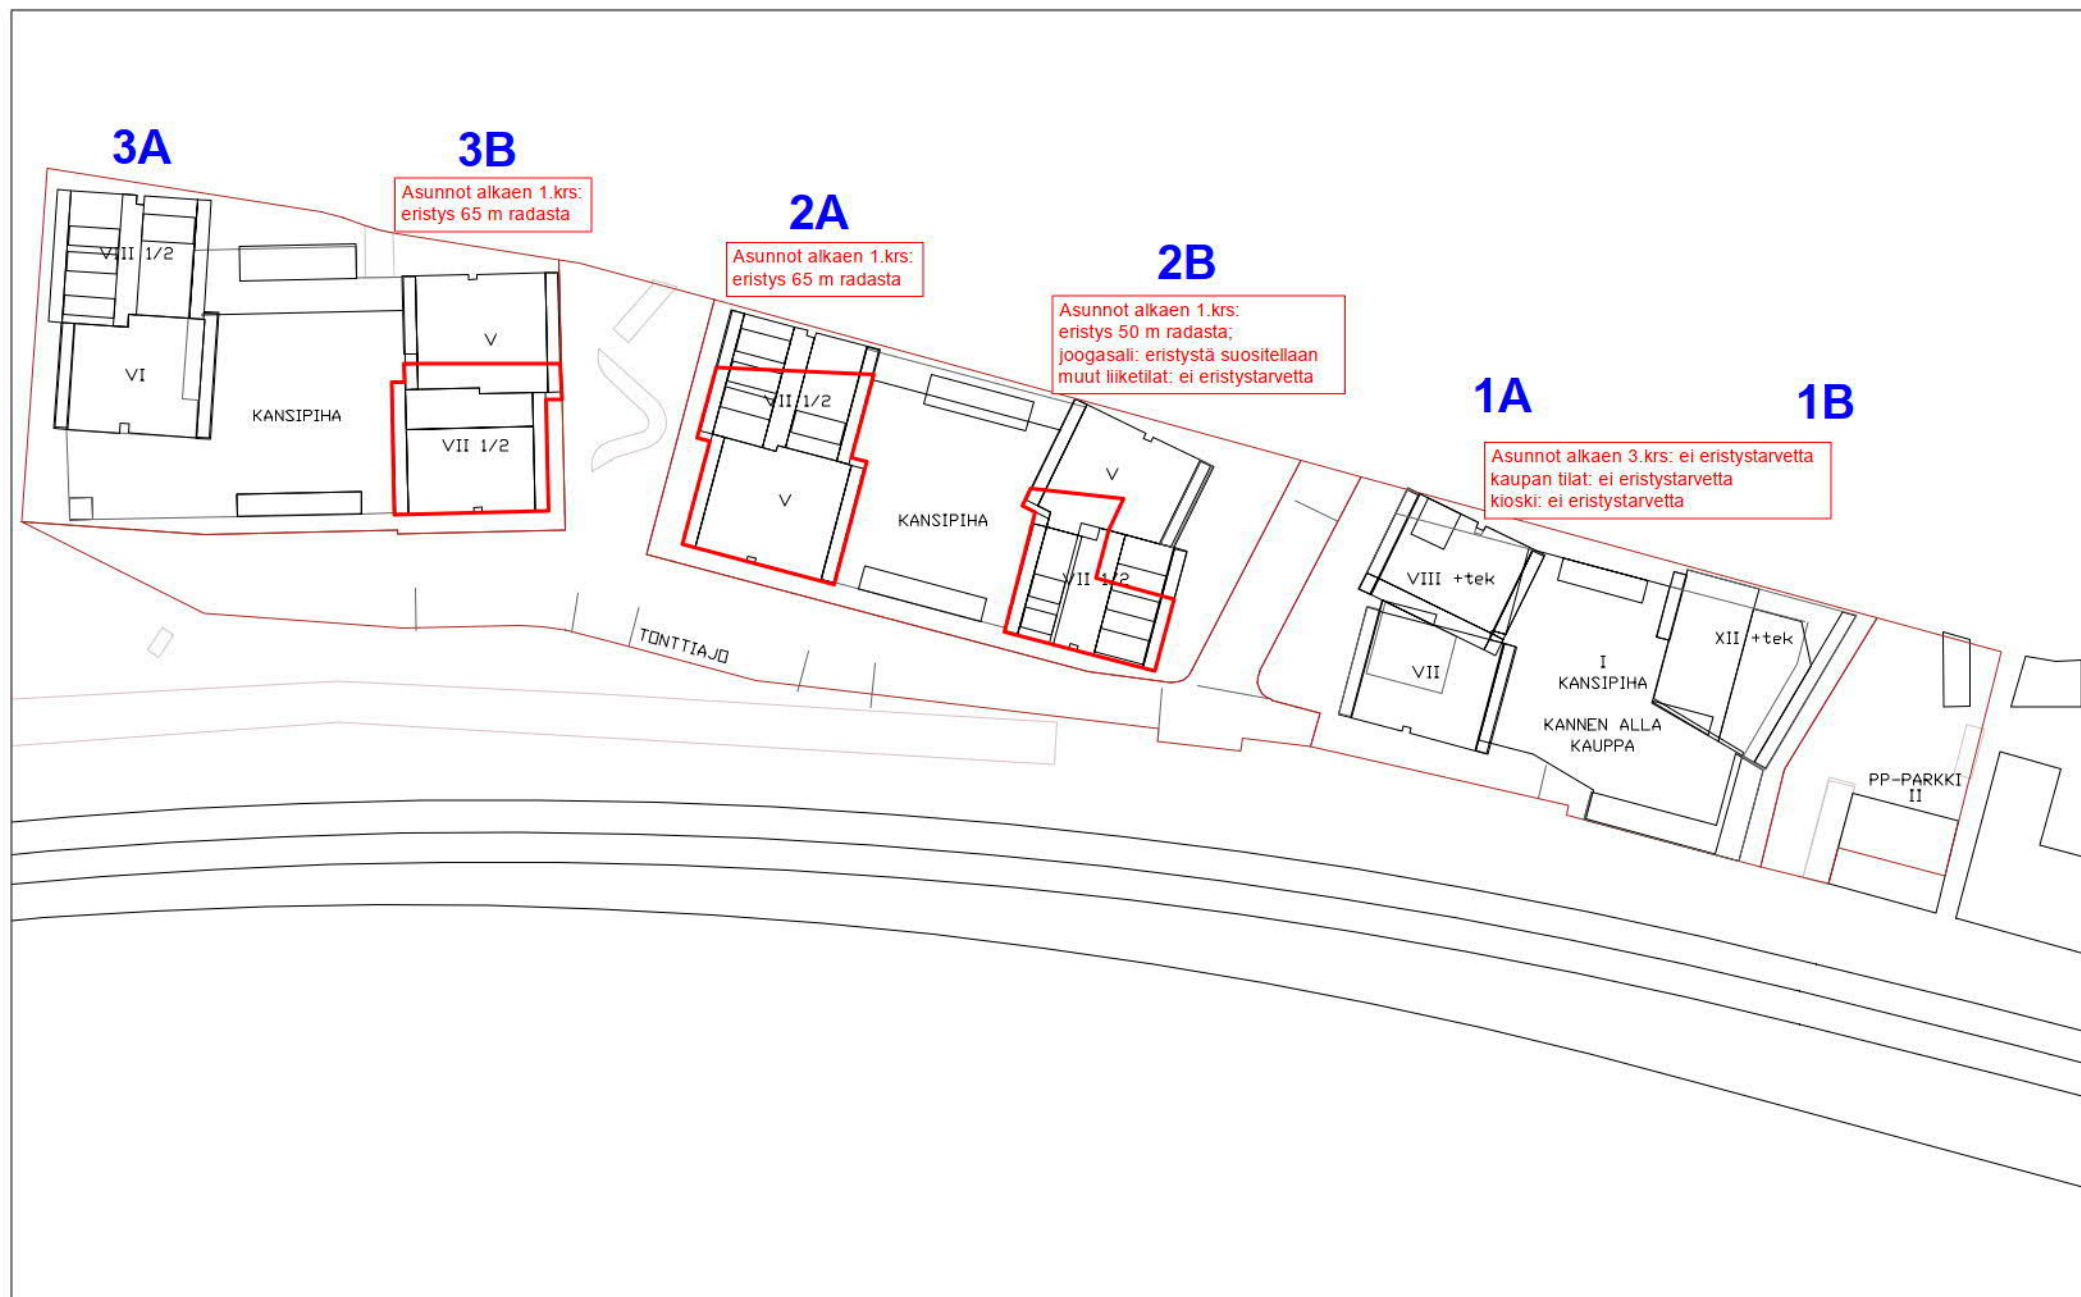 3A
3B
Asunnot alkaen 1.krs:
eristys 65 m radasta
2A
Asunnot alkaen 1.krs:
eristys 65 m radasta
2B
Asunnot alkaen 1.krs:
eristys 50 m radasta;
joogasali: eristystä suositellaan
muut liiketilat: ei eristystarvetta
1A
1B
Asunnot alkaen 3.krs: ei eristystarvetta
kaupan tilat: ei eristystarvetta
kioski: ei eristystarvetta
VIII 1/2
VI
KANSIPIHA
V
VII 1/2
VII 1/2
V
KANSIPIHA
V
VII 1/2
TONTTIAJO
VIII +tek
VII
I
KANSIPIHA
KANNEN ALLA
KAUPPA
XII +tek
PP-PARKKI
II